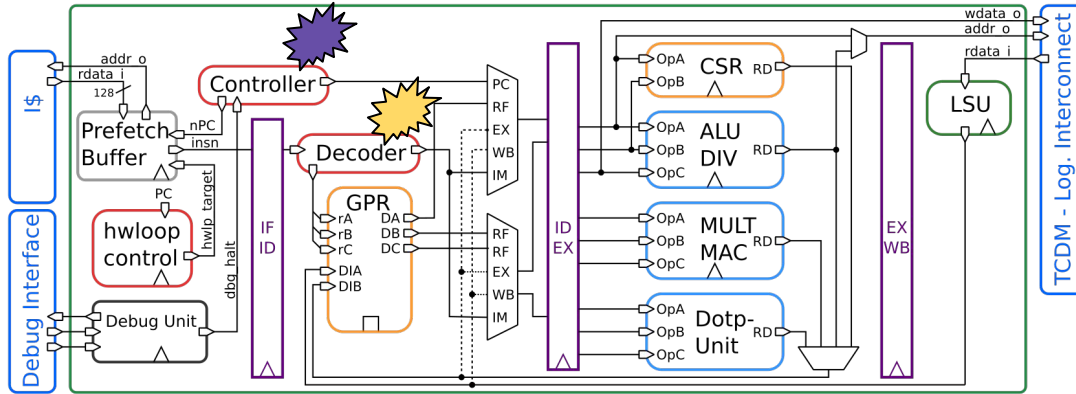 I$
addr_o
rdata_i
128
Prefetch
Buffer
nPC
insn
PC
hwloop
control
hwlp_target
dbg_halt
Debug Interface
Debug Unit
Controller
Decoder
IF
ID
GPR
rA
rB
rC
DIA
DIB
DA
DB
DC
PC
RF
EX
WB
IM
RF
RF
EX
WB
IM
ID
EX
OpA
OpB
CSR
RD
OpA
OpB
OpC
ALU
DIV
RD
OpA
OpB
OpC
MULT
MAC
RD
OpA
OpB
OpC
Dotp-
Unit
RD
EX
WB
LSU
wdata_o
addr_o
rdata_i
TCDM - Log. Interconnect